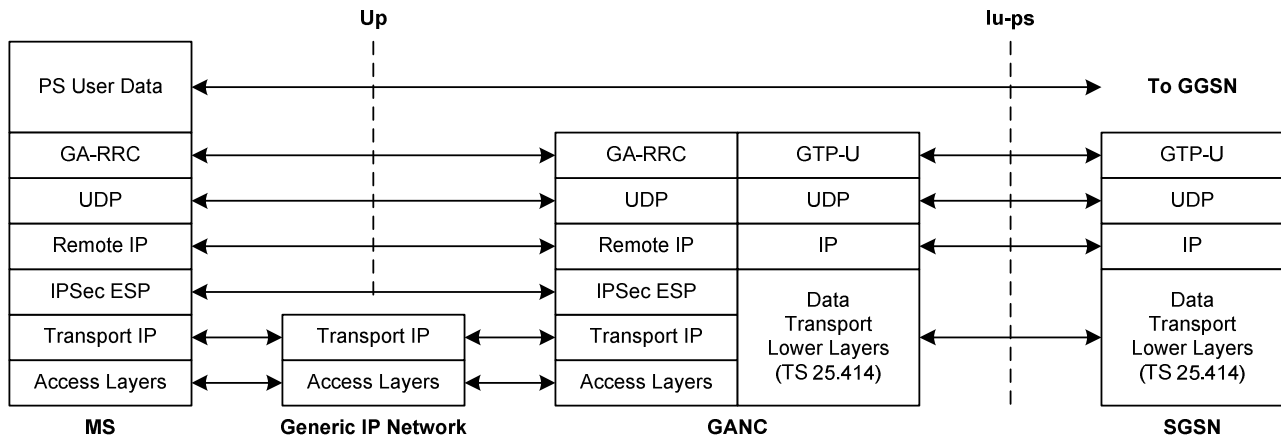 Up
Iu-ps
PS User Data
To GGSN
GA-RRC
GA-RRC
GTP-U
GTP-U
UDP
UDP
UDP
UDP
Remote IP
Remote IP
IP
IP
IPSec ESP
IPSec ESP
Data
Transport
Lower Layers
(TS 25.414)
Data
Transport
Lower Layers
(TS 25.414)
Transport IP
Transport IP
Transport IP
Access Layers
Access Layers
Access Layers
MS
Generic IP Network
GANC
SGSN